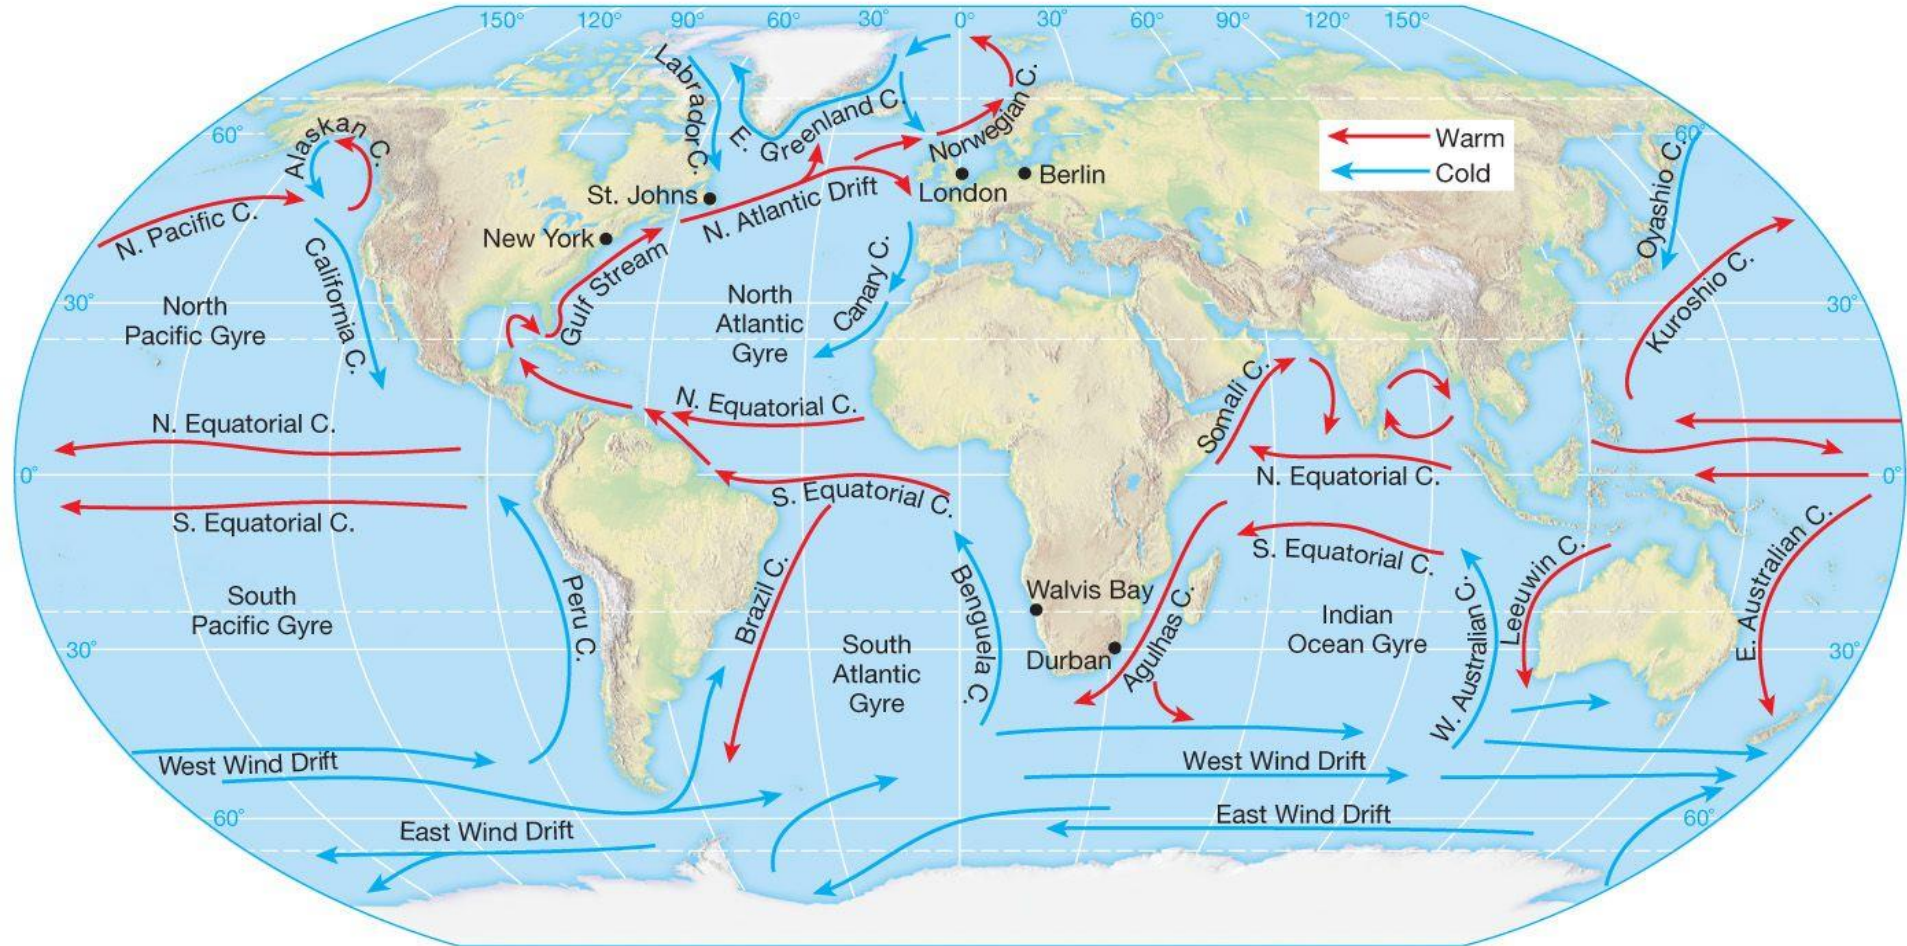 150°
120°
90°
60°
30°
0°
30°
60°
90°
120°
150°
Labrador C.
E. Greenland C.
Norwegian C.
60°
Alaskan C.
Warm
Cold
60°
Oyashio C.
St. Johns
London
Berlin
N. Pacific C.
New York
N. Atlantic Drift
Gulf Stream
Canary C.
California C.
Kuroshio C.
30°
30°
North
Pacific Gyre
North
Atlantic
Gyre
N. Equatorial C.
N. Equatorial C.
Somali C.
0°
N. Equatorial C.
0°
S. Equatorial C.
S. Equatorial C.
S. Equatorial C.
Leeuwin C.
E. Australian C.
South
Pacific Gyre
Peru C.
Brazil C.
Benguela C.
Walvis Bay
Agulhas C.
Indian
Ocean Gyre
W. Australian C.
30°
South
Atlantic
Gyre
Durban
30°
West Wind Drift
West Wind Drift
60°
East Wind Drift
East Wind Drift
60°